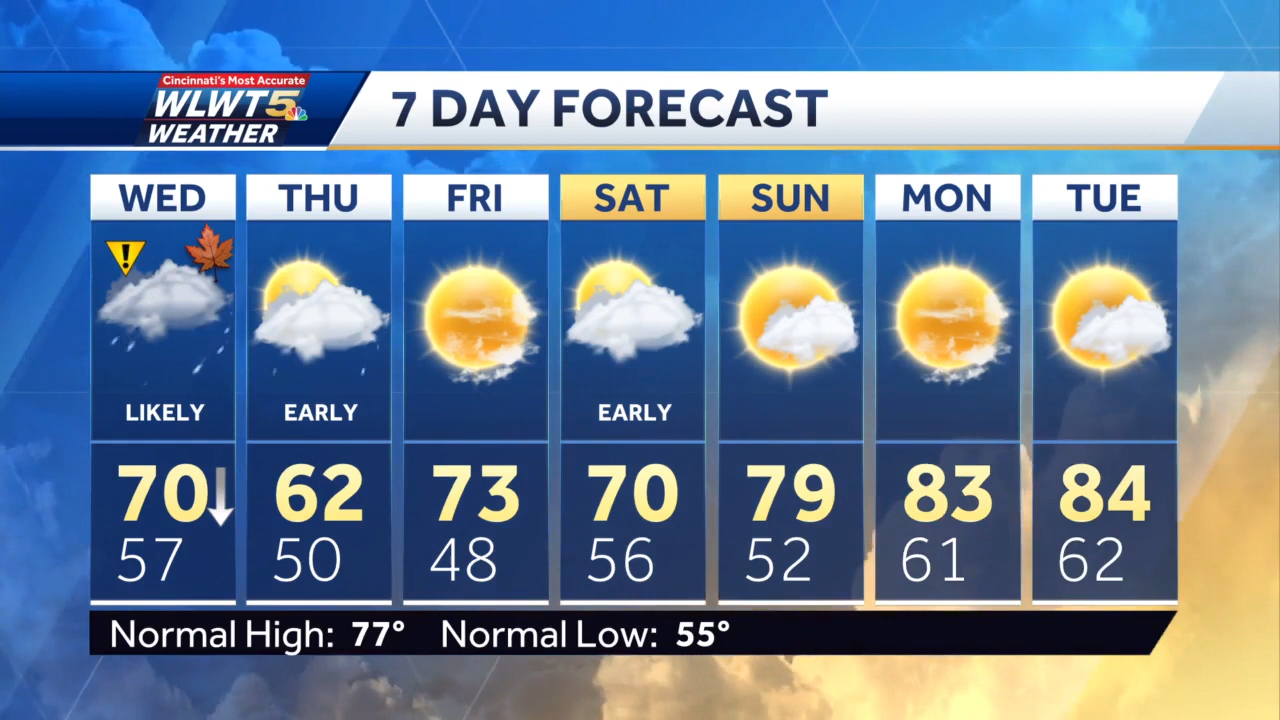 Cincinnati's Most Accurate
WLWT5
WEATHER
7 DAY FORECAST
WED THU FRI SAT SUN MON TUE
!
LIKELY EARLY EARLY
70 62 73 70 79 83 84
57 50 48 56 52 61 62
Normal High: 77° Normal Low: 55°